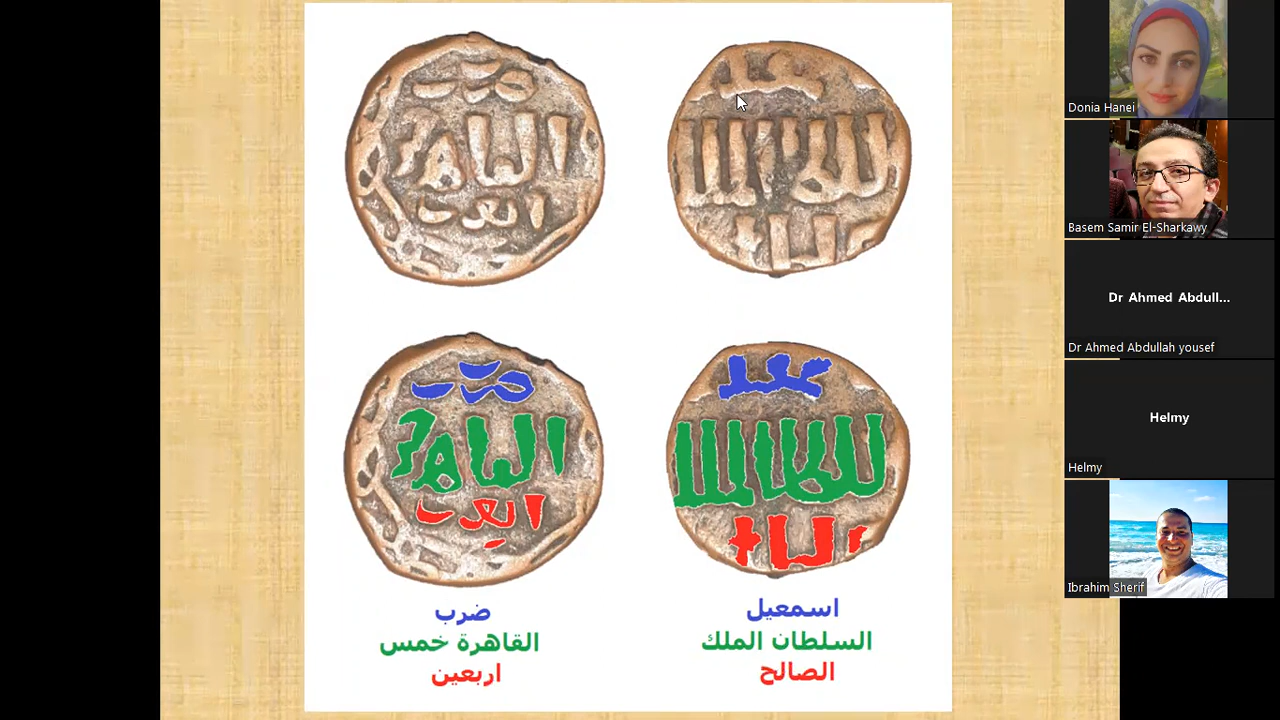 ضرب
القاهرة خمس
اربعين
اسمعيل
السلطان الملك
الصالح
Donia Hanei
Basem Samir El-Sharkawy
Dr Ahmed Abdull...
Dr Ahmed Abdullah yousef
Helmy
Helmy
Ibrahim Sherif